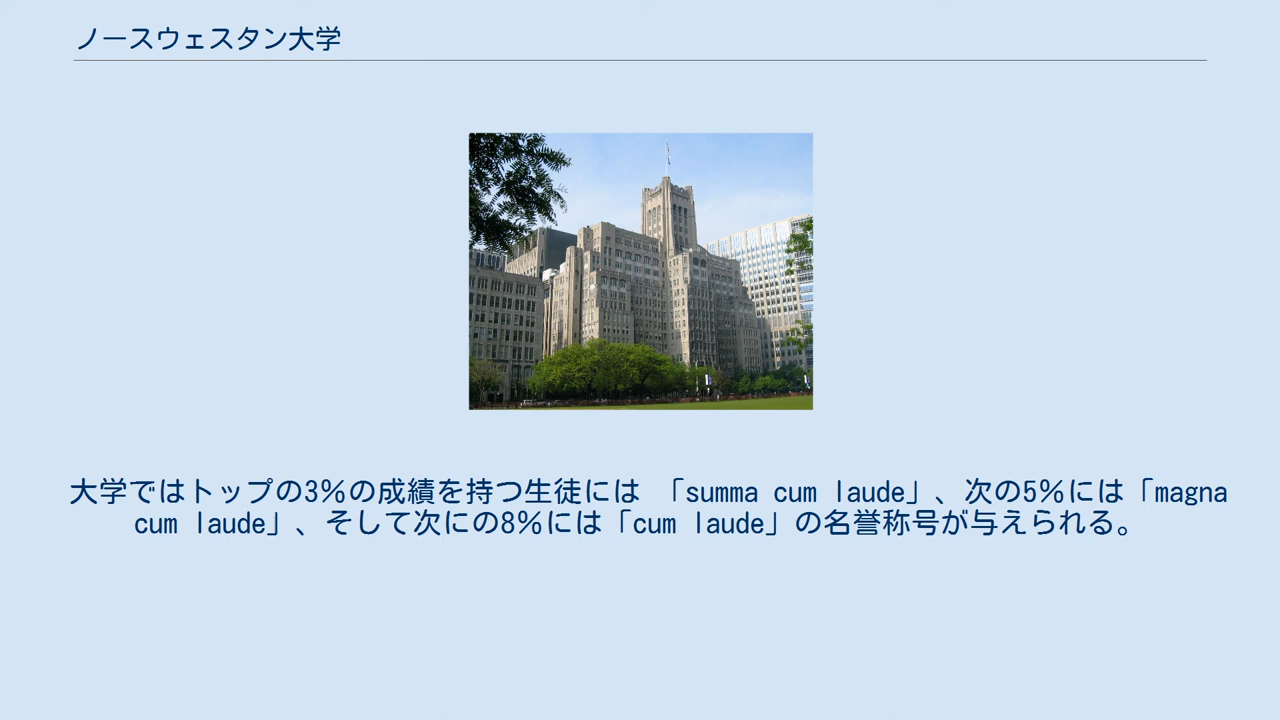 ノースウェスタン大学
大学ではトップの3%の成績を持つ生徒には 「summa cum laude」、次の5%には「magna
cum laude」、そして次にの8%には「cum laude」の名誉称号が与えられる。